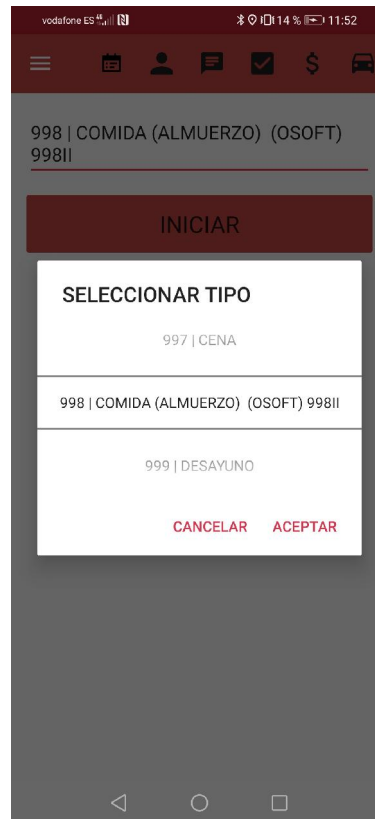 vodafone ES 14 % 11:52
998 | COMIDA (ALMUERZO) (OSOFT)
998II
INICIAR
SELECCIONAR TIPO
997 | CENA
998 | COMIDA (ALMUERZO) (OSOFT) 998II
999 | DESAYUNO
CANCELAR ACEPTAR